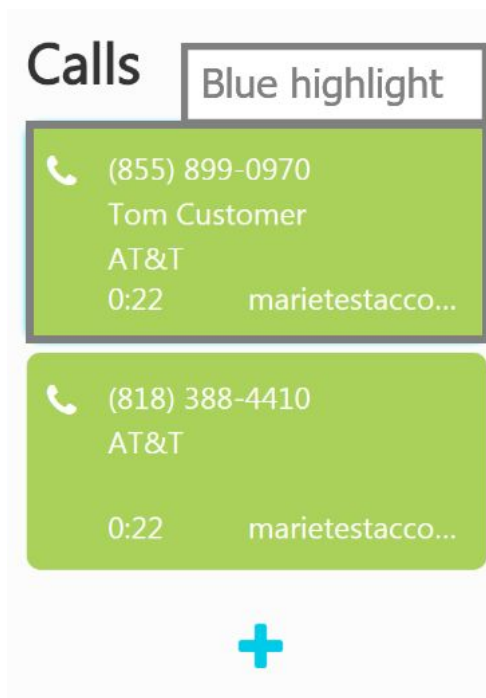 Calls
Blue highlight
(855) 899-0970
Tom Customer
AT&T
0:22 marietestacco...
(818) 388-4410
AT&T
0:22 marietestacco...